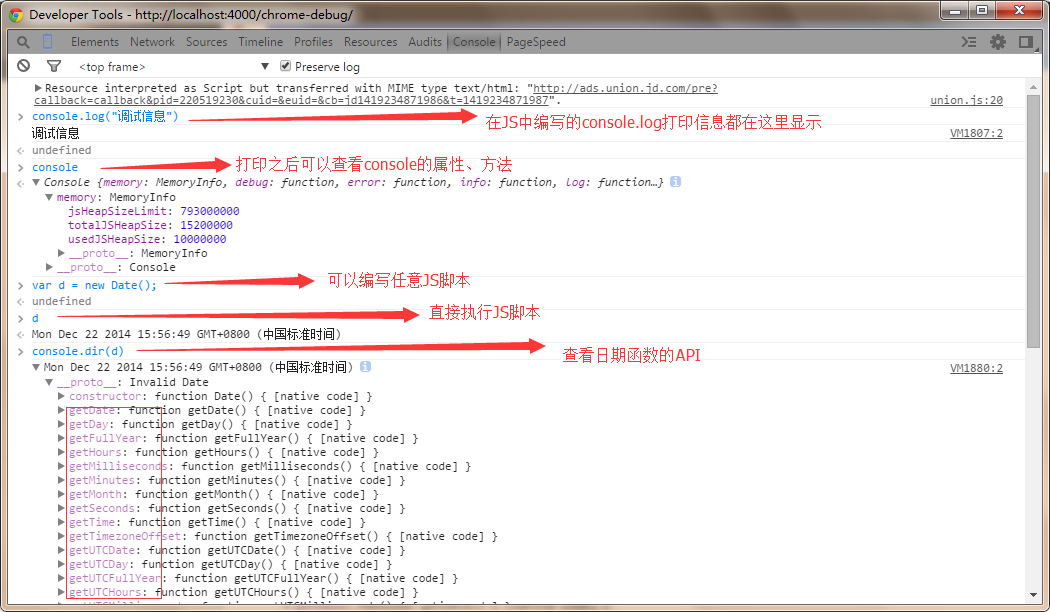 Developer Tools - http://localhost:4000/chrome-debug/
Elements Network Sources Timeline Profiles Resources Audits Console PageSpeed
<top frame> Preserve log
Resource interpreted as Script but transferred with MIME type text/html: "http://ads.union.jd.com/pre?
callback=callback&pid=220519230&cuid=&euid=&cb=jd1419234871986&t=1419234871987". union.js:20
console.log("调试信息") 在JS中编写的console.log打印信息都在这里显示
调试信息 VM1807:2
undefined
console 打印之后可以查看console的属性、方法
Console {memory: MemoryInfo, debug: function, error: function, info: function, log: function…}
memory: MemoryInfo
jsHeapSizeLimit: 793000000
totalJSHeapSize: 15200000
usedJSHeapSize: 10000000
__proto__: MemoryInfo
__proto__: Console
var d = new Date(); 可以编写任意JS脚本
undefined
d 直接执行JS脚本
Mon Dec 22 2014 15:56:49 GMT+0800 (中国标准时间)
console.dir(d) 查看日期函数的API
Mon Dec 22 2014 15:56:49 GMT+0800 (中国标准时间) VM1880:2
__proto__: Invalid Date
constructor: function Date() { [native code] }
getDate: function getDate() { [native code] }
getDay: function getDay() { [native code] }
getFullYear: function getFullYear() { [native code] }
getHours: function getHours() { [native code] }
getMilliseconds: function getMilliseconds() { [native code] }
getMinutes: function getMinutes() { [native code] }
getMonth: function getMonth() { [native code] }
getSeconds: function getSeconds() { [native code] }
getTime: function getTime() { [native code] }
getTimezoneOffset: function getTimezoneOffset() { [native code] }
getUTCDate: function getUTCDate() { [native code] }
getUTCDay: function getUTCDay() { [native code] }
getUTCFullYear: function getUTCFullYear() { [native code] }
getUTCHours: function getUTCHours() { [native code] }